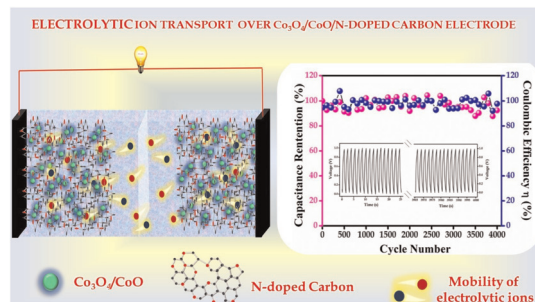 ELECTROLYTIC ION TRANSPORT OVER Co₃O₄/CoO/N-DOPED CARBON ELECTRODE
Capacitance Rentention (%)
120
100
80
60
40
20
0
120
100
80
60
40
20
0
Coulombic Efficiency η (%)
Voltage (V)
Time (s)
Voltage (V)
Time (s)
0 500 1000 1500 2000 2500 3000 3500 4000
Cycle Number
Co₃O₄/CoO
N-doped Carbon
Mobility of
electrolytic ions